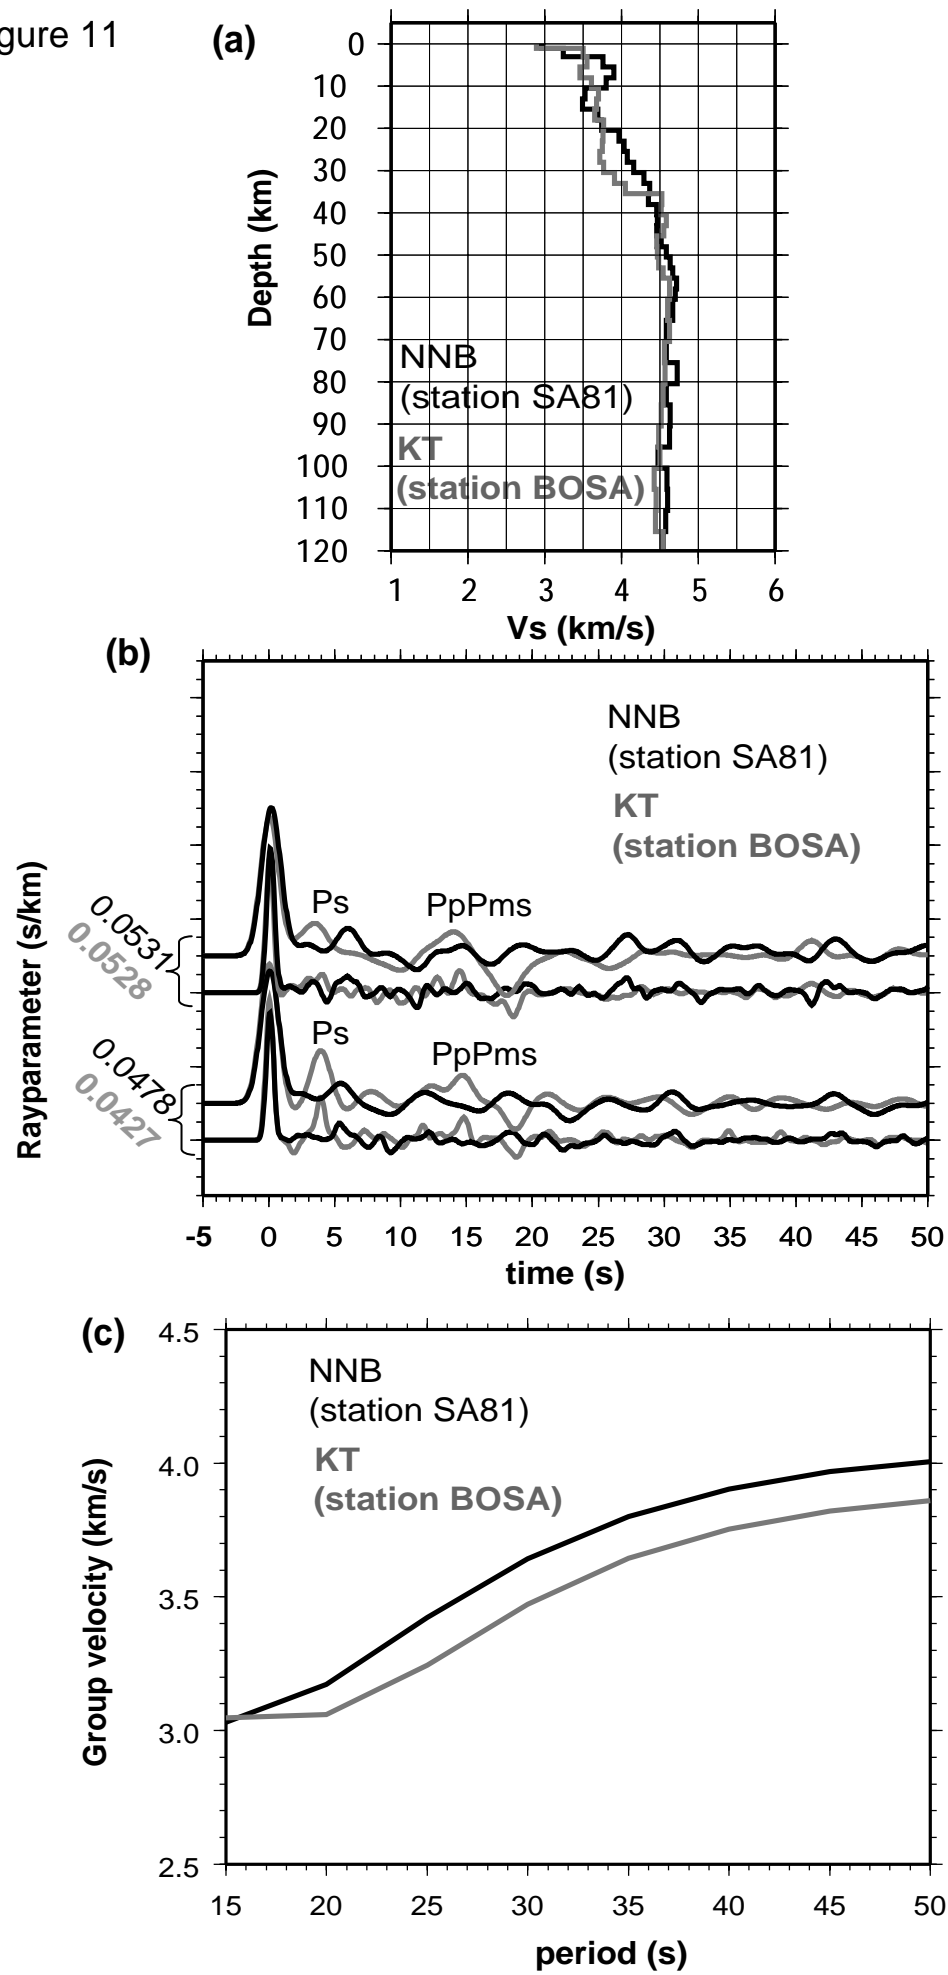 gure 11
(a)
0
10
20
30
40
50
60
70
80
90
100
110
120
Depth (km)
NNB
(station SA81)
KT
(station BOSA)
1 2 3 4 5 6
Vs (km/s)
(b)
NNB
(station SA81)
KT
(station BOSA)
Rayparameter (s/km)
0.0531
0.0528
Ps
PpPms
0.0478
0.0427
Ps
PpPms
-5 0 5 10 15 20 25 30 35 40 45 50
time (s)
(c)
4.5
4.0
3.5
3.0
2.5
Group velocity (km/s)
NNB
(station SA81)
KT
(station BOSA)
15 20 25 30 35 40 45 50
period (s)